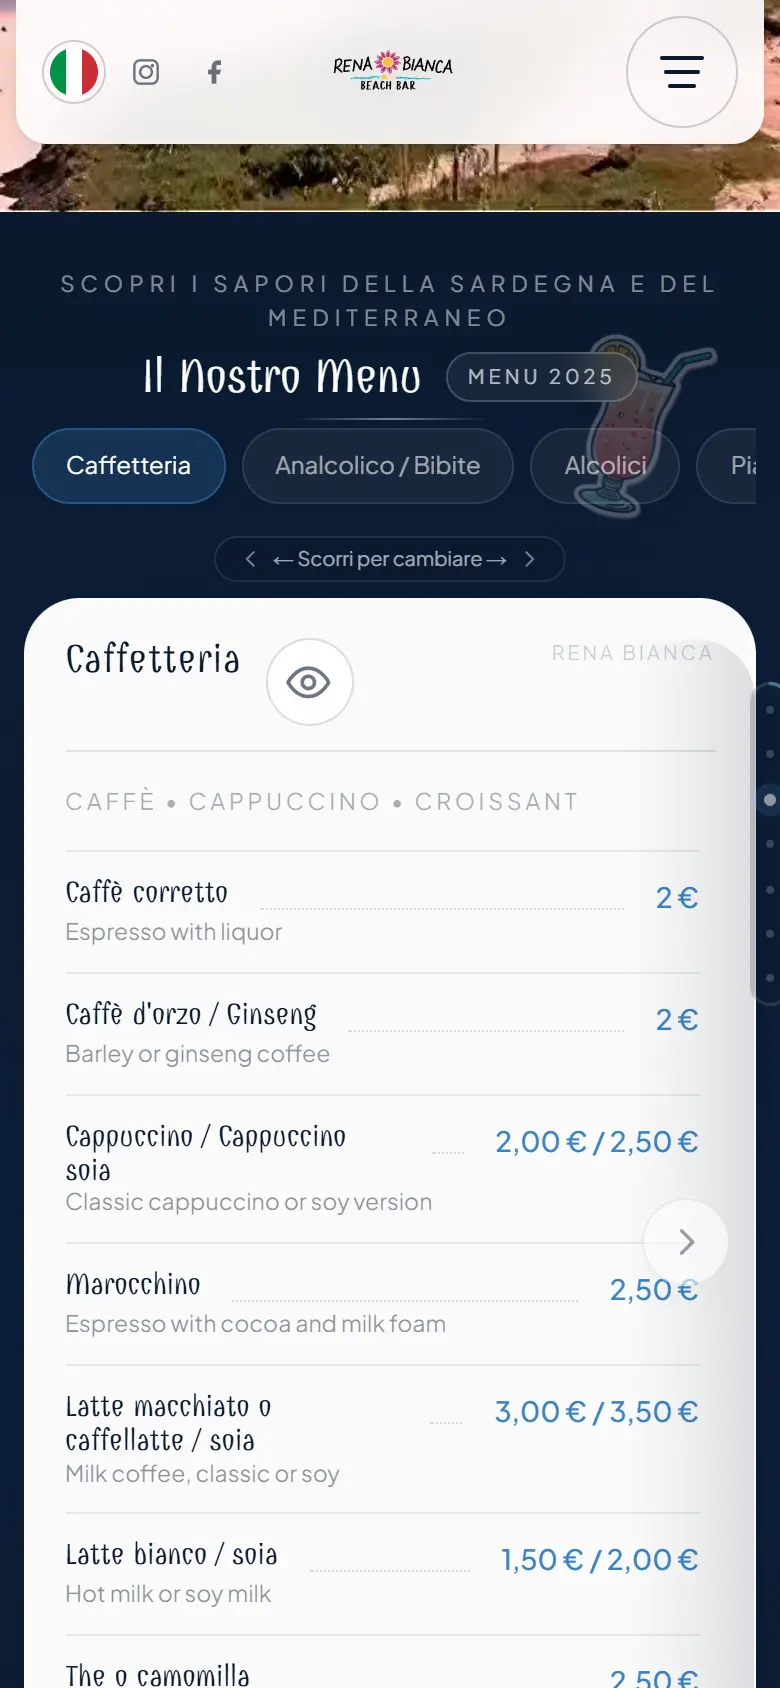 RENA BIANCA
BEACH BAR
SCOPRI I SAPORI DELLA SARDEGNA E DEL
MEDITERRANEO
Il Nostro Menu
MENU 2025
Caffetteria
Analcolico / Bibite
Alcolici
Pia
← Scorri per cambiare →
Caffetteria
RENA BIANCA
CAFFÈ • CAPPUCCINO • CROISSANT
Caffè corretto 2 €
Espresso with liquor
Caffè d'orzo / Ginseng 2 €
Barley or ginseng coffee
Cappuccino / Cappuccino 2,00 € / 2,50 €
soia
Classic cappuccino or soy version
Marocchino 2,50 €
Espresso with cocoa and milk foam
Latte macchiato o 3,00 € / 3,50 €
caffellatte / soia
Milk coffee, classic or soy
Latte bianco / soia 1,50 € / 2,00 €
Hot milk or soy milk
The o camomilla 2,50 €